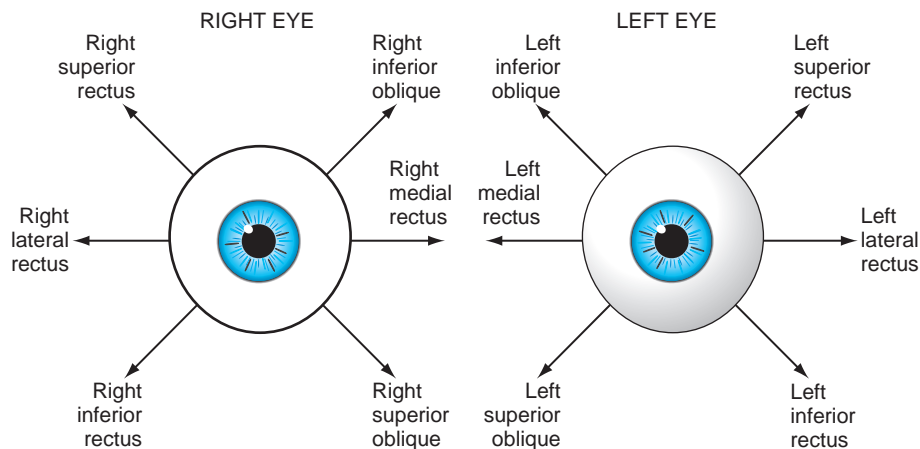 RIGHT EYE
LEFT EYE
Right
superior
rectus
Right
inferior
oblique
Left
inferior
oblique
Left
superior
rectus
Right
lateral
rectus
Right
medial
rectus
Left
medial
rectus
Left
lateral
rectus
Right
inferior
rectus
Right
superior
oblique
Left
superior
oblique
Left
inferior
rectus